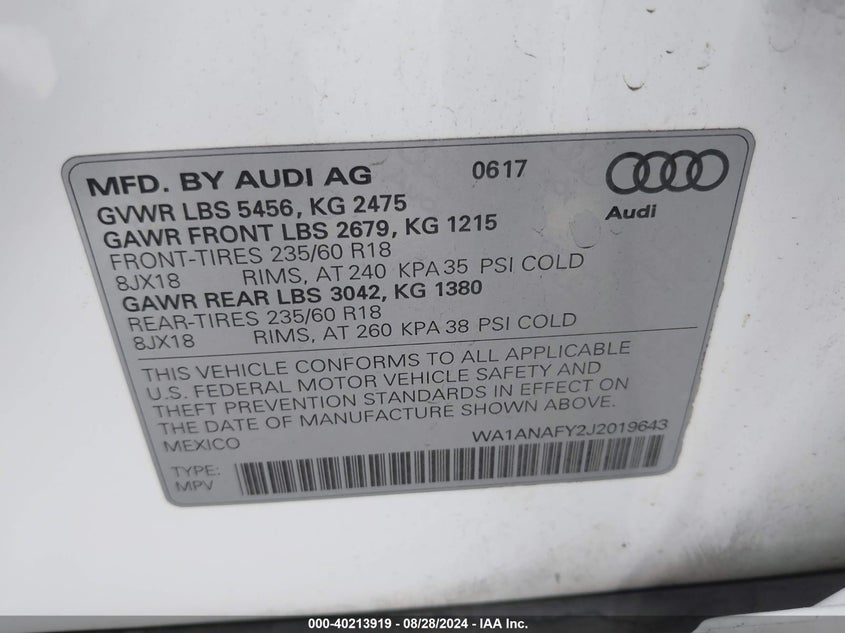 MFD. BY AUDI AG 0617
Audi
GVWR LBS 5456, KG 2475
GAWR FRONT LBS 2679, KG 1215
FRONT-TIRES 235/60 R18
8JX18 RIMS, AT 240 KPA 35 PSI COLD
GAWR REAR LBS 3042, KG 1380
REAR-TIRES 235/60 R18
8JX18 RIMS, AT 260 KPA 38 PSI COLD
THIS VEHICLE CONFORMS TO ALL APPLICABLE
U.S. FEDERAL MOTOR VEHICLE SAFETY AND
THEFT PREVENTION STANDARDS IN EFFECT ON
THE DATE OF MANUFACTURE SHOWN ABOVE.
MEXICO WA1ANAFY2J2019643
TYPE:
MPV
000-40213919 - 08/28/2024 - IAA Inc.